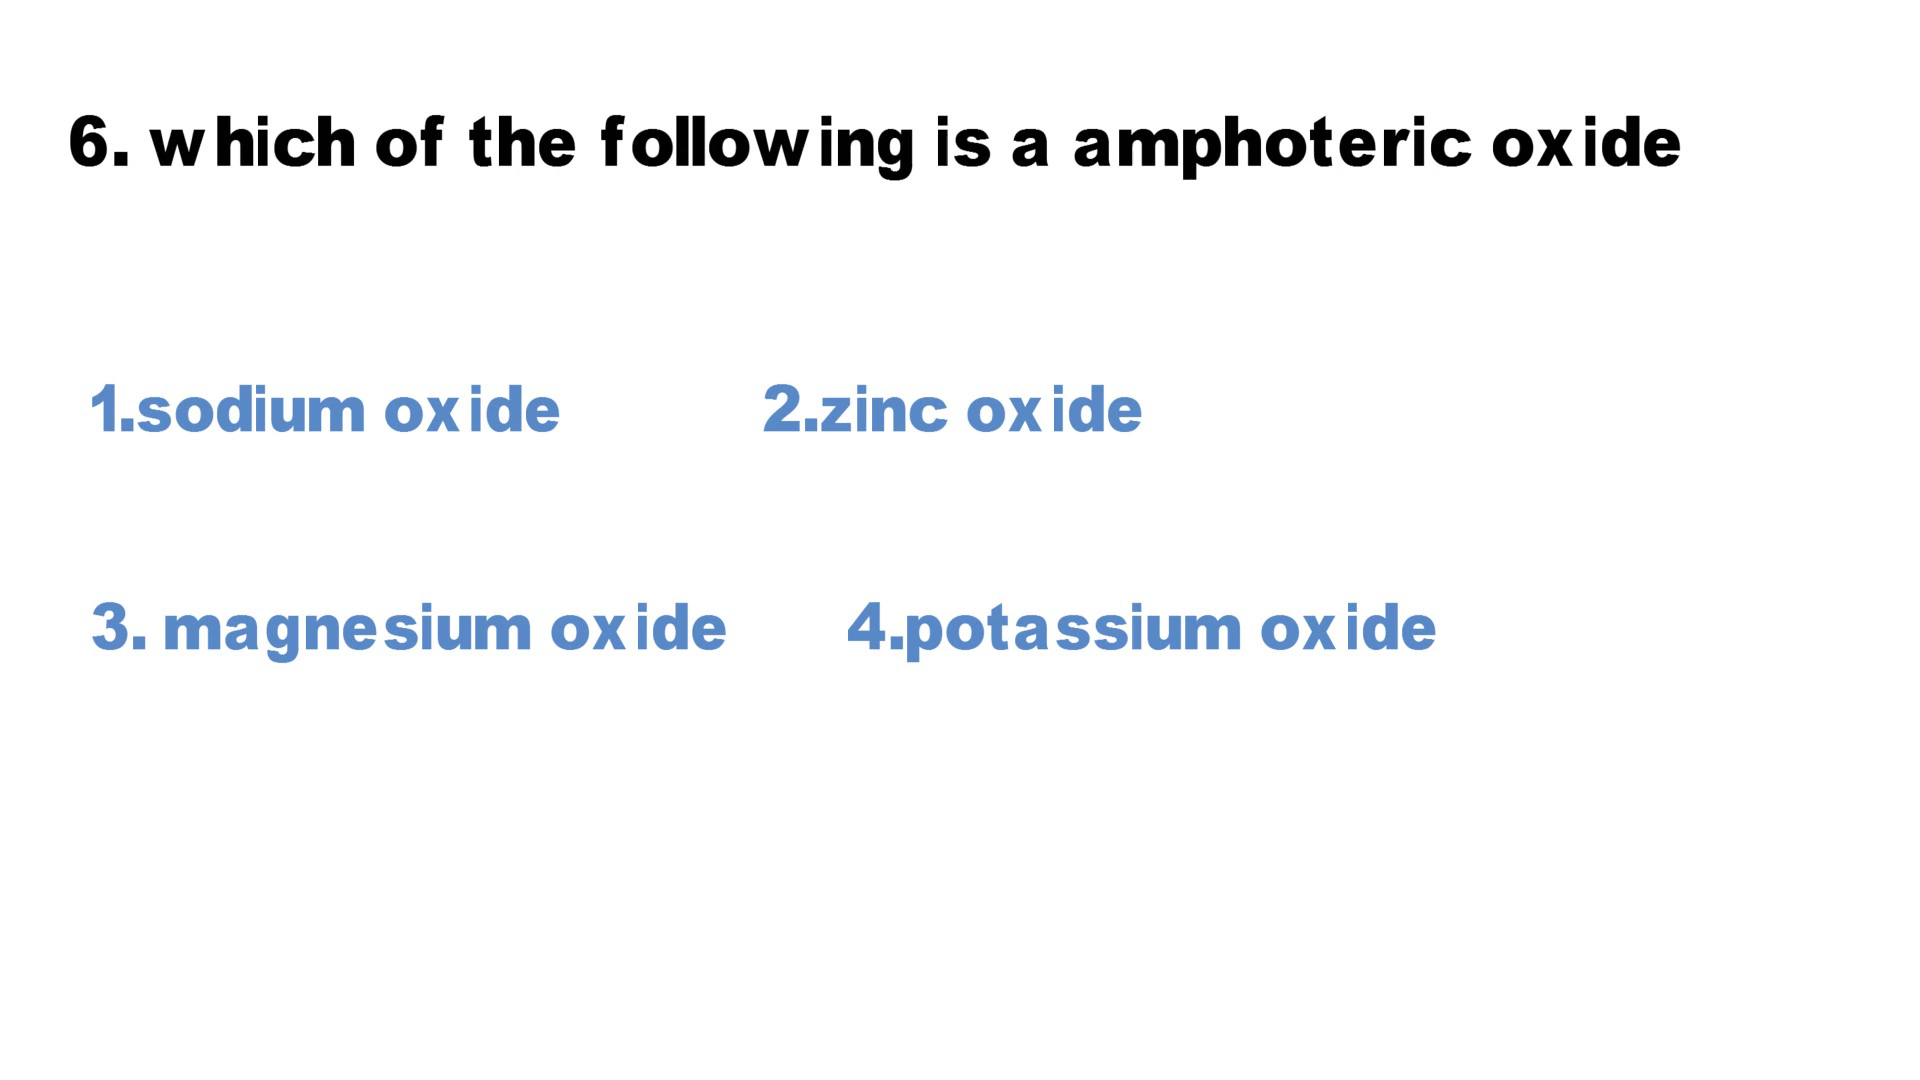 6. which of the following is a amphoteric oxide
1.sodium oxide 2.zinc oxide
3. magnesium oxide 4.potassium oxide